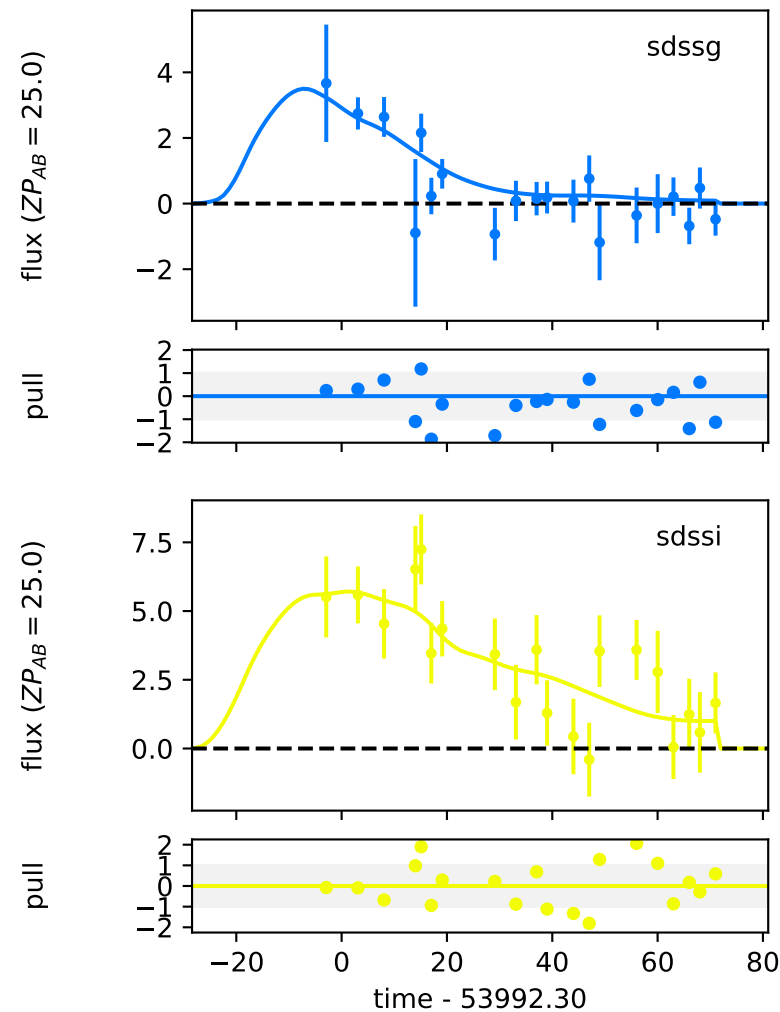 sdssg
flux (ZP_AB = 25.0)
4
2
0
−2
pull
2
1
0
−1
−2
sdssi
flux (ZP_AB = 25.0)
7.5
5.0
2.5
0.0
pull
2
1
0
−1
−2
−20 0 20 40 60 80
time - 53992.30